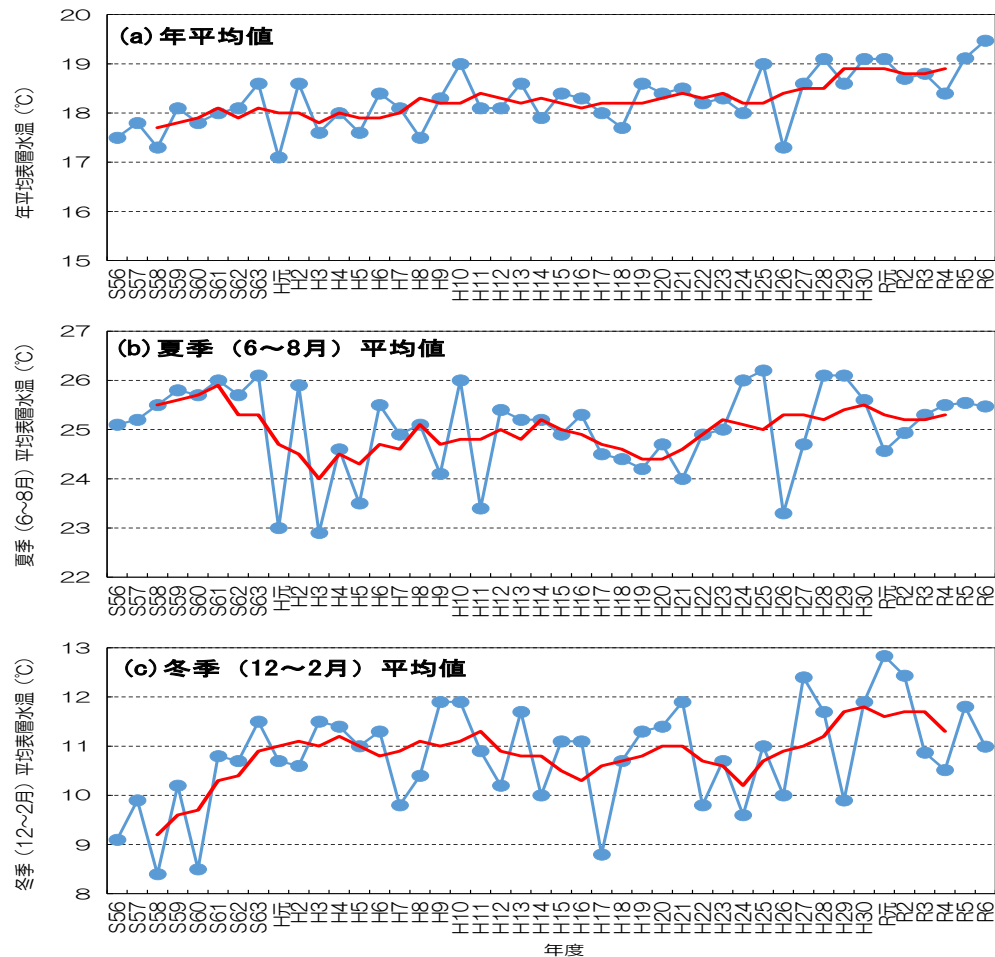 (a) 年平均値
年平均表層水温 (℃)
20
19
18
17
16
15
S56 S57 S58 S59 S60 S61 S62 S63 H元 H2 H3 H4 H5 H6 H7 H8 H9 H10 H11 H12 H13 H14 H15 H16 H17 H18 H19 H20 H21 H22 H23 H24 H25 H26 H27 H28 H29 H30 R元 R2 R3 R4 R5 R6
(b) 夏季 (6～8月) 平均値
夏季 (6～8月) 平均表層水温 (℃)
27
26
25
24
23
22
S56 S57 S58 S59 S60 S61 S62 S63 H元 H2 H3 H4 H5 H6 H7 H8 H9 H10 H11 H12 H13 H14 H15 H16 H17 H18 H19 H20 H21 H22 H23 H24 H25 H26 H27 H28 H29 H30 R元 R2 R3 R4 R5 R6
(c) 冬季 (12～2月) 平均値
冬季 (12～2月) 平均表層水温 (℃)
13
12
11
10
9
8
S56 S57 S58 S59 S60 S61 S62 S63 H元 H2 H3 H4 H5 H6 H7 H8 H9 H10 H11 H12 H13 H14 H15 H16 H17 H18 H19 H20 H21 H22 H23 H24 H25 H26 H27 H28 H29 H30 R元 R2 R3 R4 R5 R6
年度